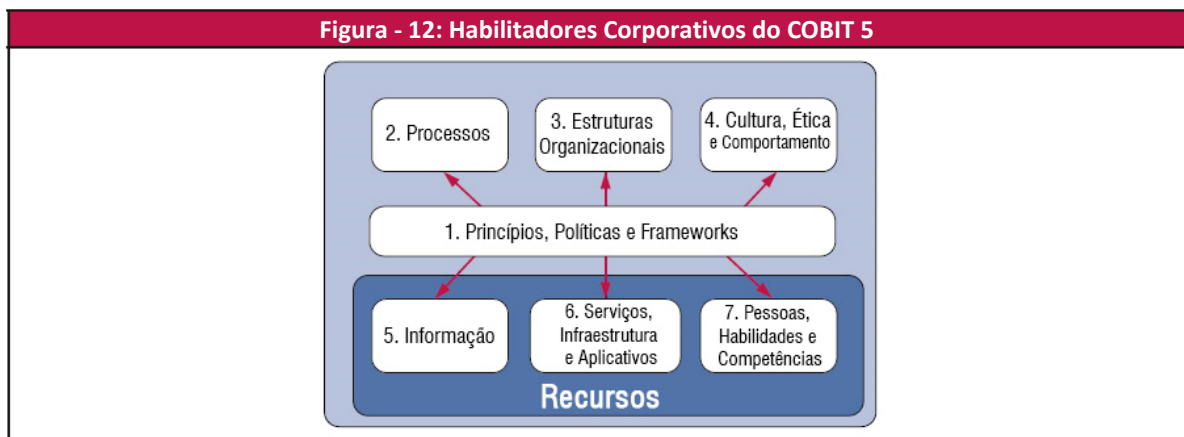 Figura - 12: Habilitadores Corporativos do COBIT 5
2. Processos
3. Estruturas
Organizacionais
4. Cultura, Ética
e Comportamento
1. Princípios, Políticas e Frameworks
5. Informação
6. Serviços,
Infraestrutura
e Aplicativos
7. Pessoas,
Habilidades e
Competências
Recursos